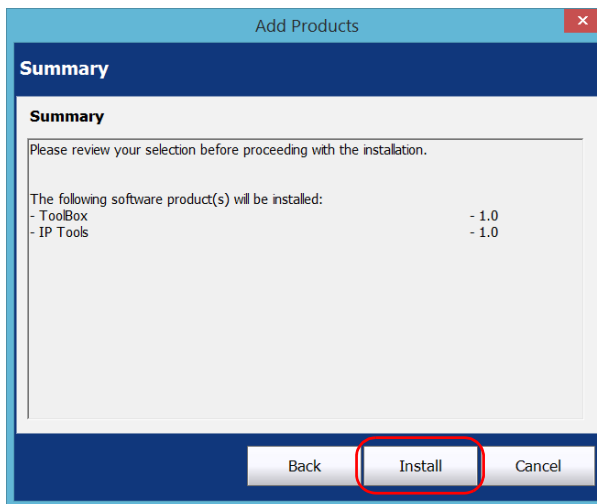 Add Products
Summary
Summary
Please review your selection before proceeding with the installation.
The following software product(s) will be installed:
- ToolBox - 1.0
- IP Tools - 1.0
Back Install Cancel